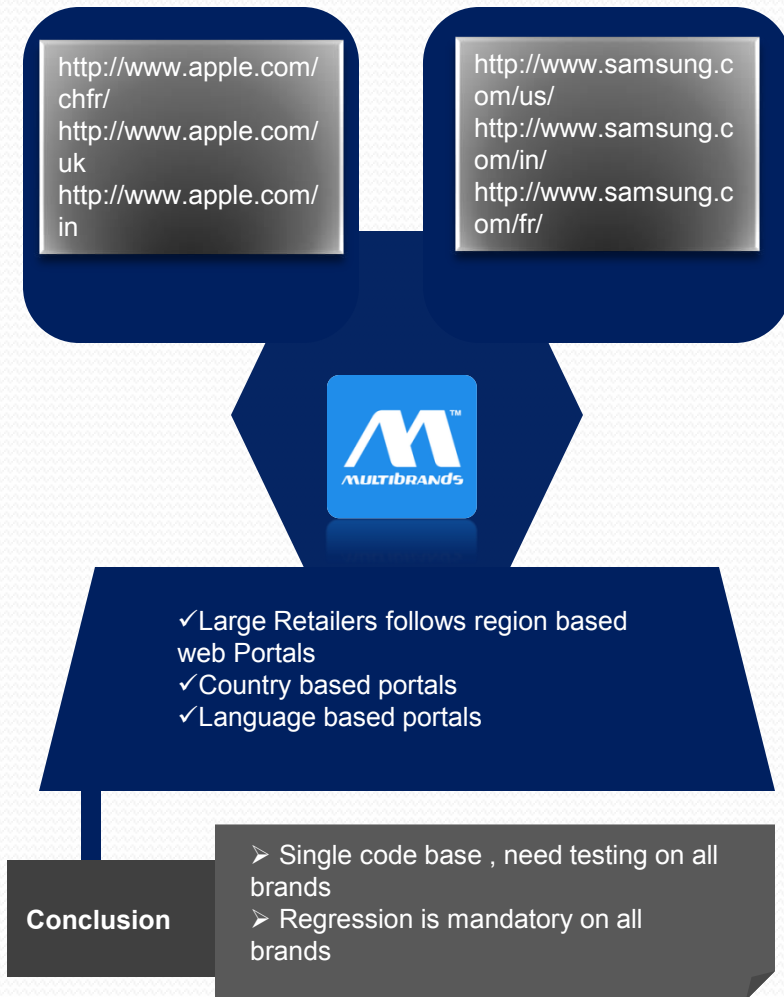 http://www.apple.com/
chfr/
http://www.apple.com/
uk
http://www.apple.com/
in
http://www.samsung.c
om/us/
http://www.samsung.c
om/in/
http://www.samsung.c
om/fr/
M™
MULTIBRANDS
✓Large Retailers follows region based
web Portals
✓Country based portals
✓Language based portals
Conclusion
➢ Single code base , need testing on all
brands
➢ Regression is mandatory on all
brands